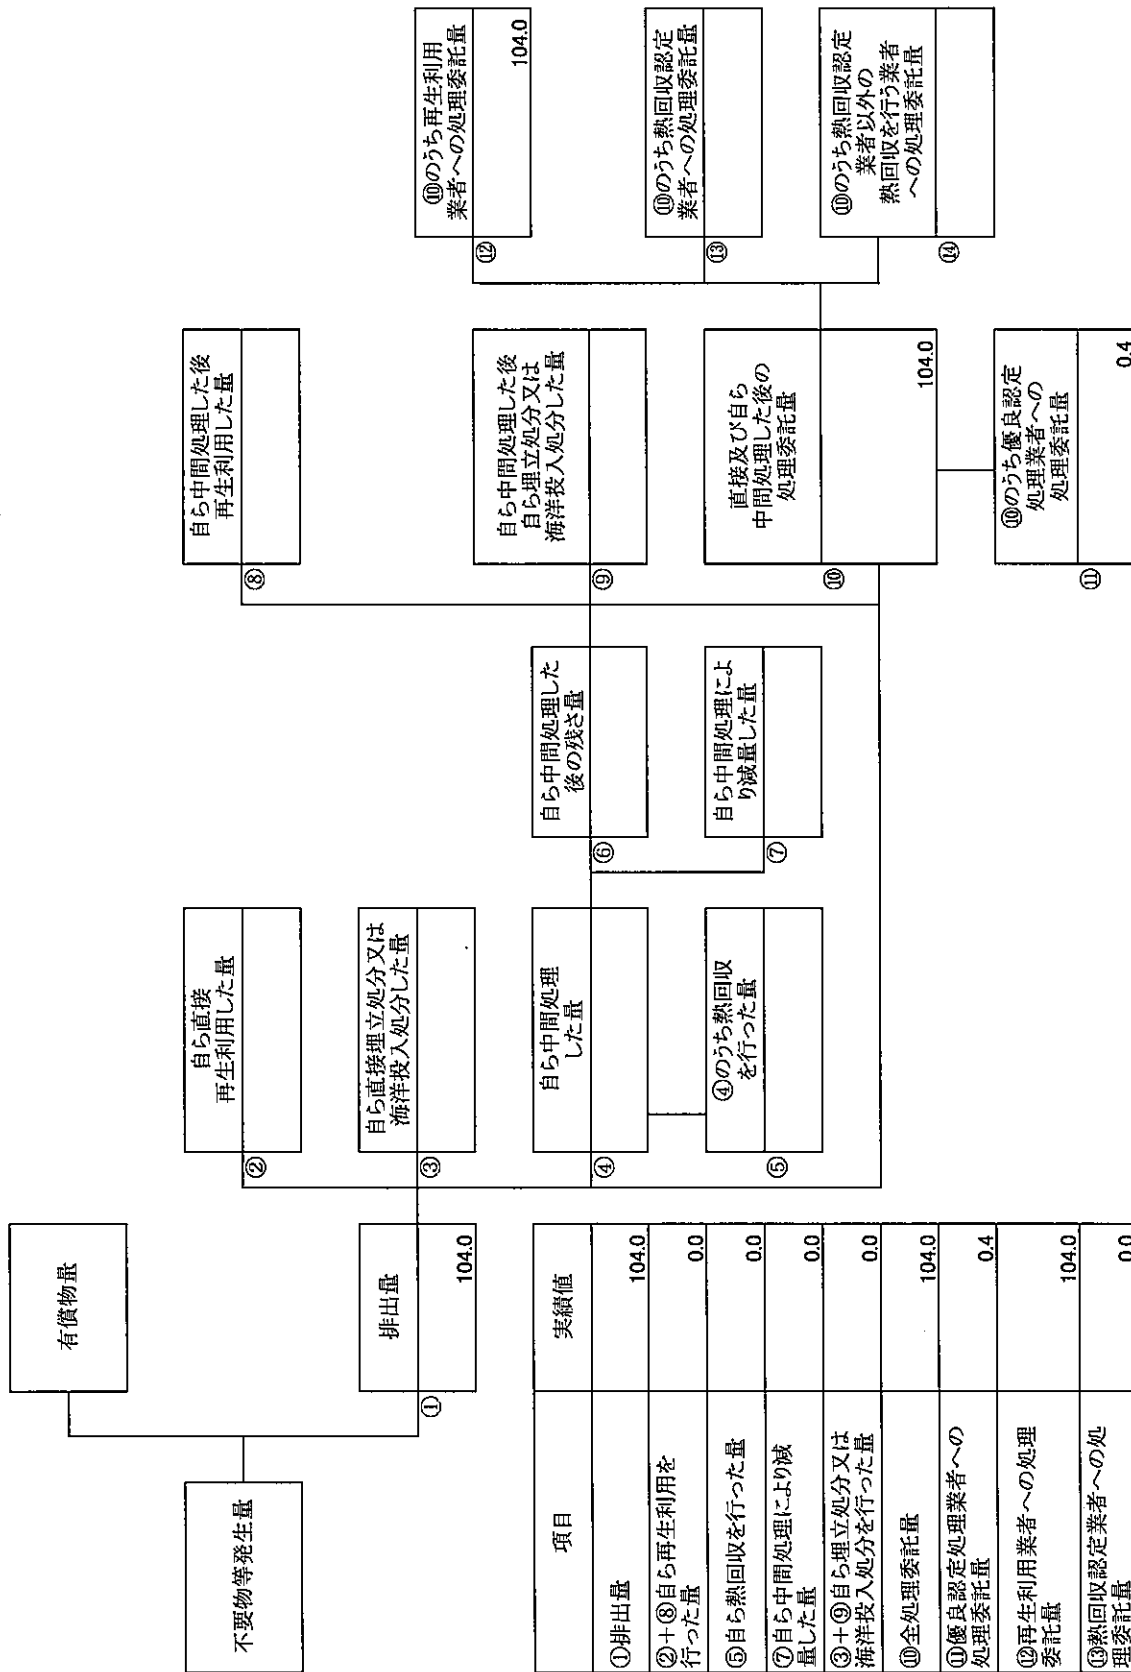 不要物等発生量
有償物量
①
排出量
104.0
②
自ら直接
再生利用した量
③
自ら直接埋立処分又は
海洋投入処分した量
④
自ら中間処理
した量
⑤
④のうち熱回収
を行った量
⑥
自ら中間処理した
後の残さ量
⑦
自ら中間処理によ
り減量した量
⑧
自ら中間処理した後
再生利用した量
⑨
自ら中間処理した後
自ら埋立処分又は
海洋投入処分した量
⑩
直接及び自ら
中間処理した後の
処理委託量
104.0
⑪
⑩のうち優良認定
処理業者への
処理委託量
0.4
⑫
⑩のうち再生利用
業者への処理委託量
104.0
⑬
⑩のうち熱回収認定
業者への処理委託量
⑭
⑩のうち熱回収認定
業者以外の
熱回収を行う業者
への処理委託量
項目 実績値
①排出量 104.0
②+⑧自ら再生利用を
行った量 0.0
⑤自ら熱回収を行った量 0.0
⑦自ら中間処理により減
量した量 0.0
③+⑨自ら埋立処分又は
海洋投入処分を行った量 0.0
⑩全処理委託量 104.0
⑪優良認定処理業者への
処理委託量 0.4
⑫再生利用業者への処理
委託量 104.0
⑬熱回収認定業者への処
理委託量 0.0